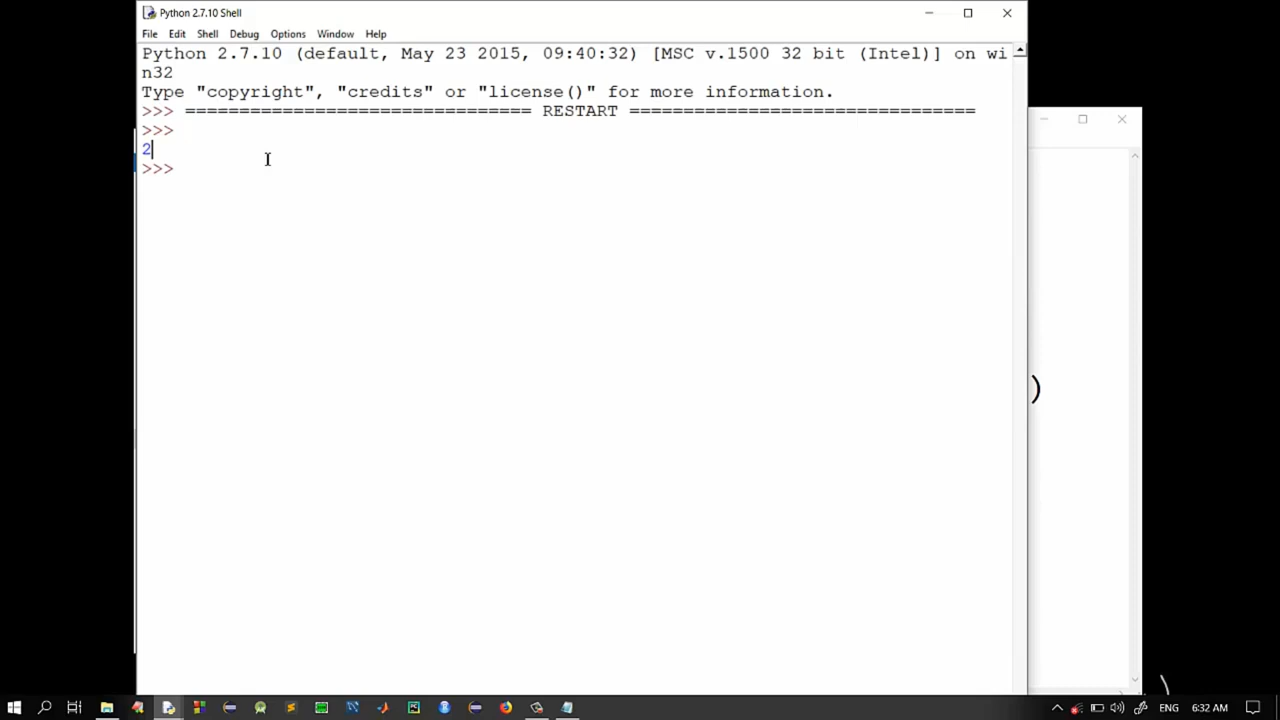 Python 2.7.10 Shell
File Edit Shell Debug Options Window Help
Python 2.7.10 (default, May 23 2015, 09:40:32) [MSC v.1500 32 bit (Intel)] on wi
n32
Type "copyright", "credits" or "license()" for more information.
>>> ================================ RESTART ================================
>>>
2
>>>
)
ENG 6:32 AM